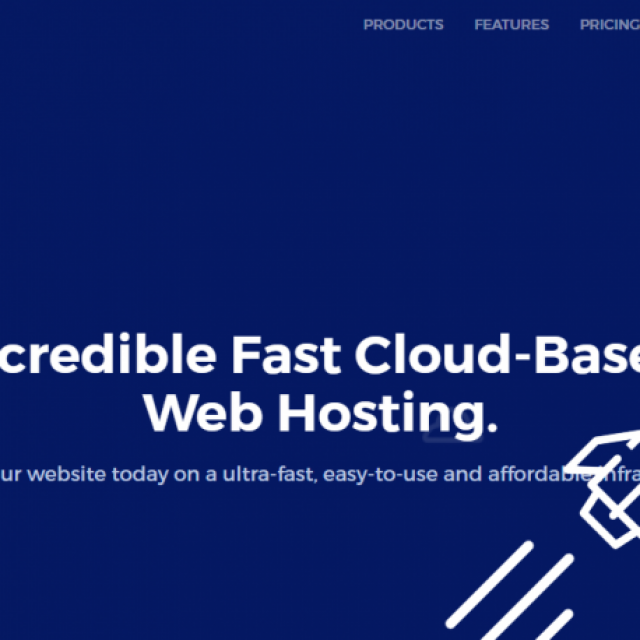 PRODUCTS FEATURES PRICING
credible Fast Cloud-Base
Web Hosting.
ur website today on a ultra-fast, easy-to-use and affordable infra